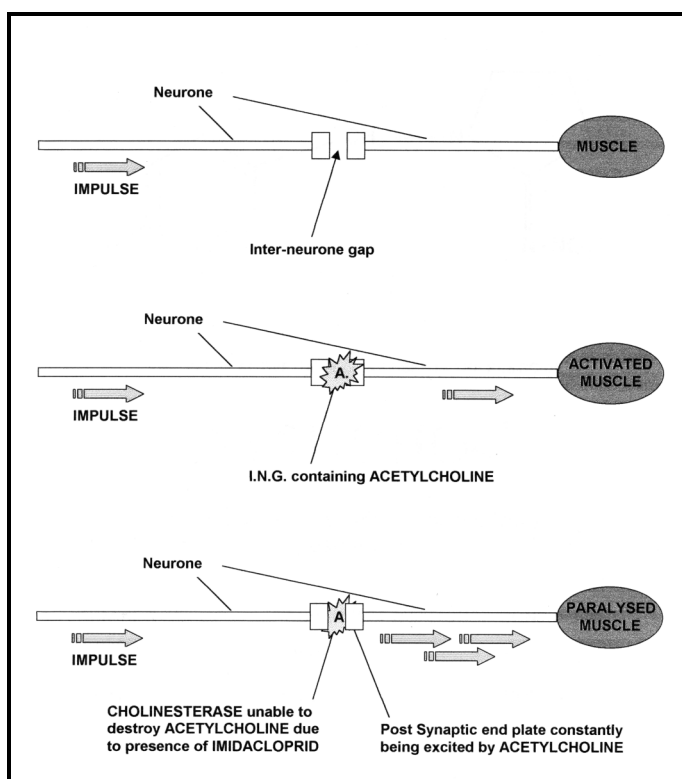 Neurone
MUSCLE
IMPULSE
Inter-neurone gap
Neurone
A.
ACTIVATED
MUSCLE
IMPULSE
I.N.G. containing ACETYLCHOLINE
Neurone
A
PARALYSED
MUSCLE
IMPULSE
CHOLINESTERASE unable to
destroy ACETYLCHOLINE due
to presence of IMIDACLOPRID
Post Synaptic end plate constantly
being excited by ACETYLCHOLINE